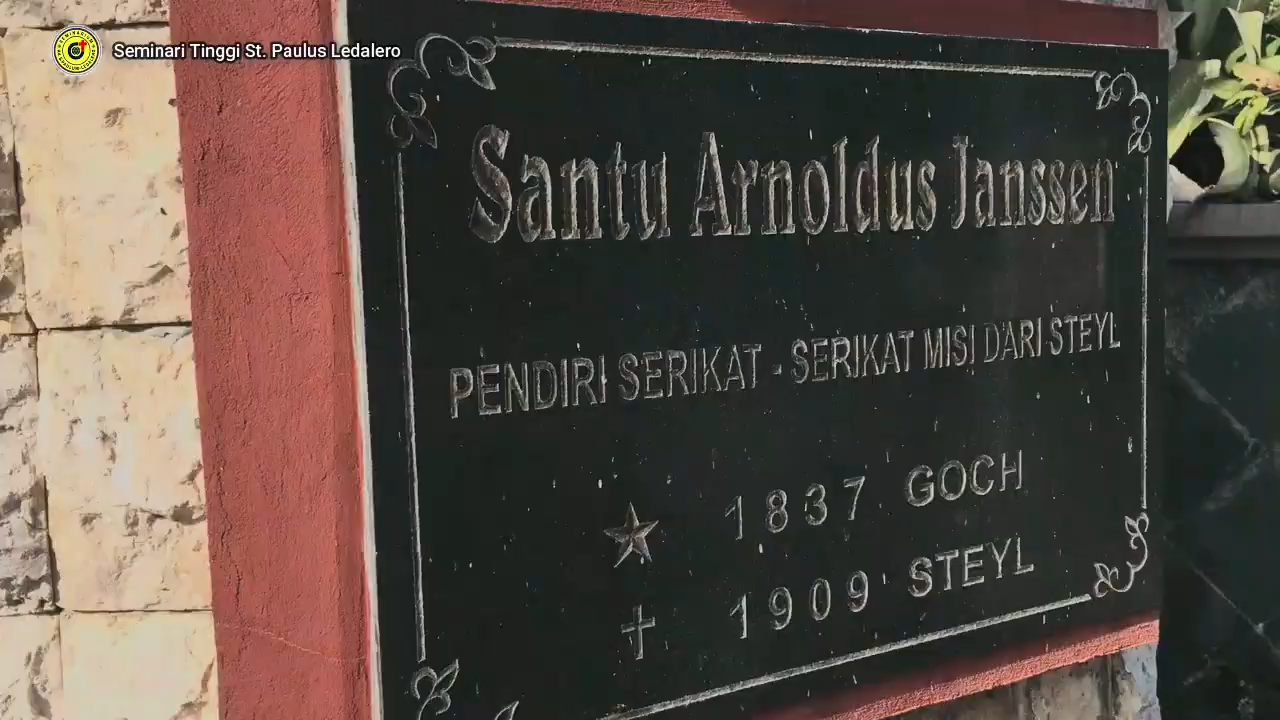 Seminari Tinggi St. Paulus Ledalero
Santu Arnoldus Janssen
PENDIRI SERIKAT - SERIKAT MISI DARI STEYL
1837 GOCH
1909 STEYL